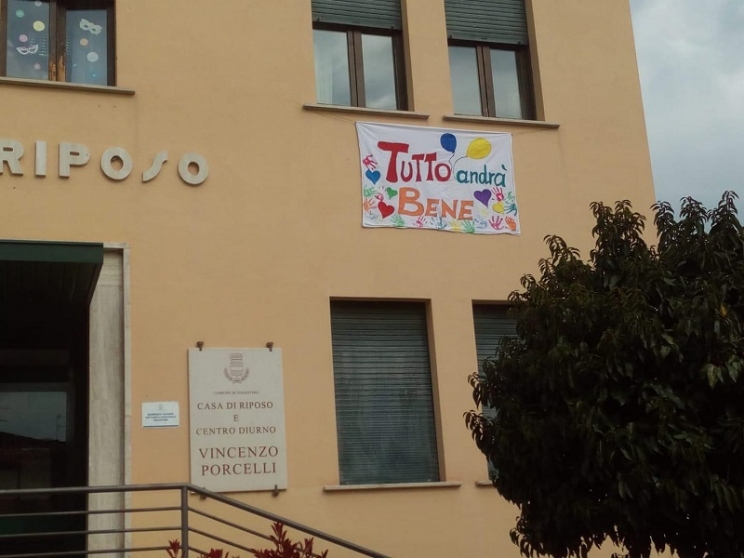 RIPOSO
TUTTO andrà
BENE
CASA DI RIPOSO
E
CENTRO DIURNO
VINCENZO
PORCELLI